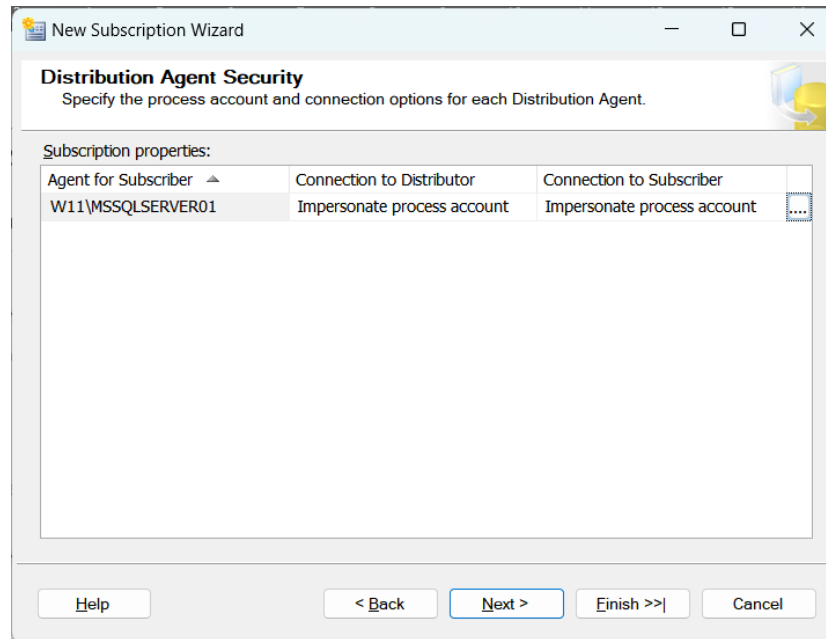 New Subscription Wizard
Distribution Agent Security
Specify the process account and connection options for each Distribution Agent.
Subscription properties:
Agent for Subscriber Connection to Distributor Connection to Subscriber
W11\MSSQLSERVER01 Impersonate process account Impersonate process account ...
Help < Back Next > Finish >>| Cancel